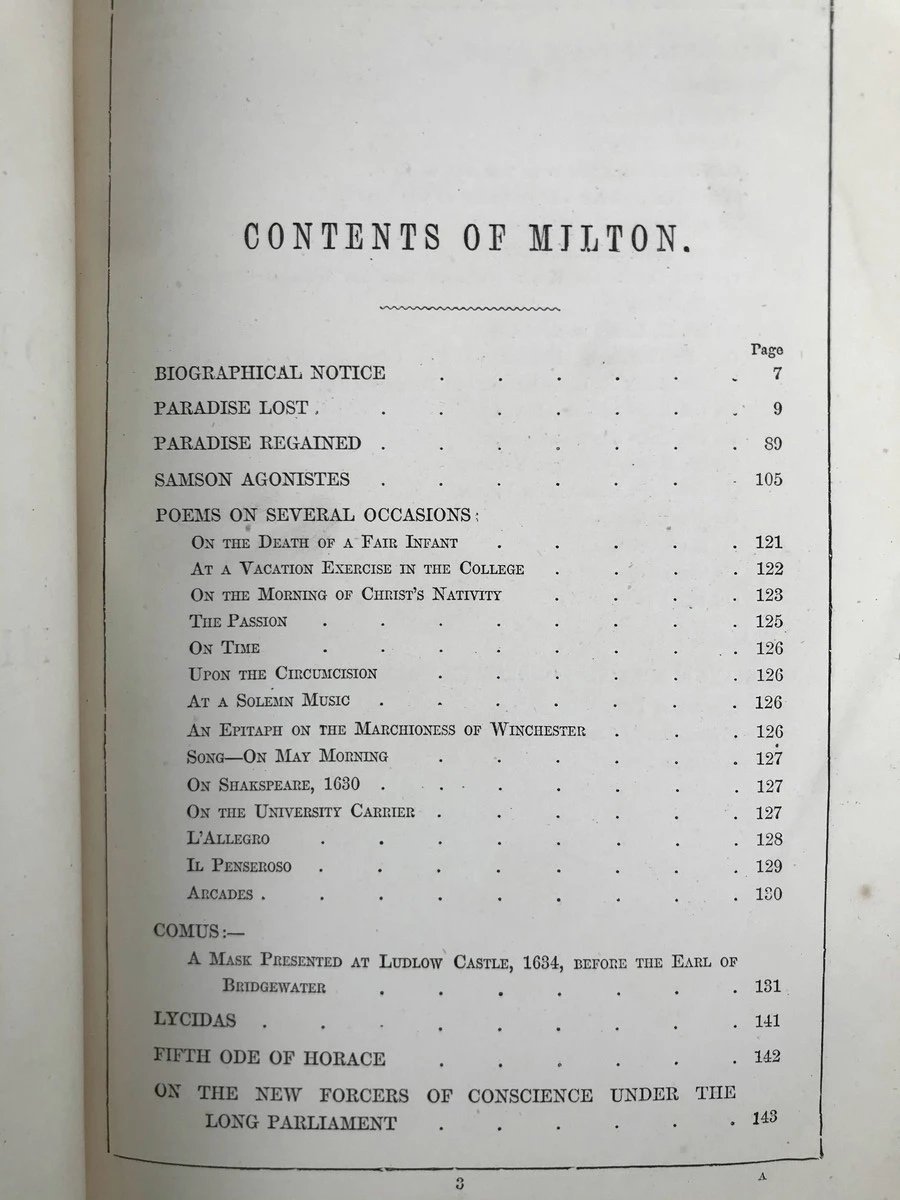 CONTENTS OF MILTON.
Page
BIOGRAPHICAL NOTICE . . . . . . 7
PARADISE LOST . . . . . . . 9
PARADISE REGAINED . . . . . . . 89
SAMSON AGONISTES . . . . . . . 105
POEMS ON SEVERAL OCCASIONS:
On the Death of a Fair Infant . . . . . 121
At a Vacation Exercise in the College . . . . 122
On the Morning of Christ's Nativity . . . . 123
The Passion . . . . . . . . 125
On Time . . . . . . . . 126
Upon the Circumcision . . . . . . 126
At a Solemn Music . . . . . . . 126
An Epitaph on the Marchioness of Winchester . . . 126
Song—On May Morning . . . . . . 127
On Shakspeare, 1630 . . . . . . . 127
On the University Carrier . . . . . . 127
L'Allegro . . . . . . . . 128
Il Penseroso . . . . . . . . 129
Arcades . . . . . . . . . 130
COMUS:—
A Mask Presented at Ludlow Castle, 1634, before the Earl of
Bridgewater . . . . . . . 131
LYCIDAS . . . . . . . . . 141
FIFTH ODE OF HORACE . . . . . . 142
ON THE NEW FORCERS OF CONSCIENCE UNDER THE
LONG PARLIAMENT . . . . . . 143
3
A